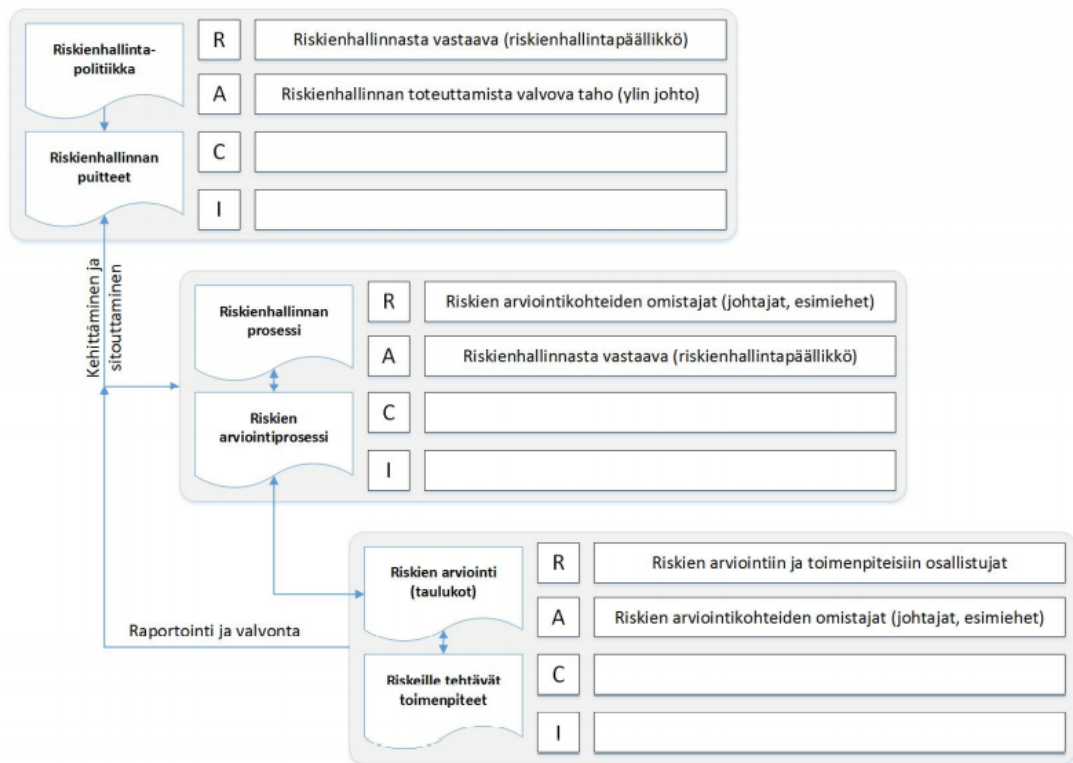 Riskienhallinta-
politiikka
R
Riskienhallinnasta vastaava (riskienhallintapäällikkö)
A
Riskienhallinnan toteuttamista valvova taho (ylin johto)
Riskienhallinnan
puitteet
C
I
Kehittäminen ja
sitouttaminen
Riskienhallinnan
prosessi
R
Riskien arviointikohteiden omistajat (johtajat, esimiehet)
A
Riskienhallinnasta vastaava (riskienhallintapäällikkö)
Riskien
arviointiprosessi
C
I
Riskien arviointi
(taulukot)
R
Riskien arviointiin ja toimenpiteisiin osallistujat
A
Riskien arviointikohteiden omistajat (johtajat, esimiehet)
Raportointi ja valvonta
Riskeille tehtävät
toimenpiteet
C
I